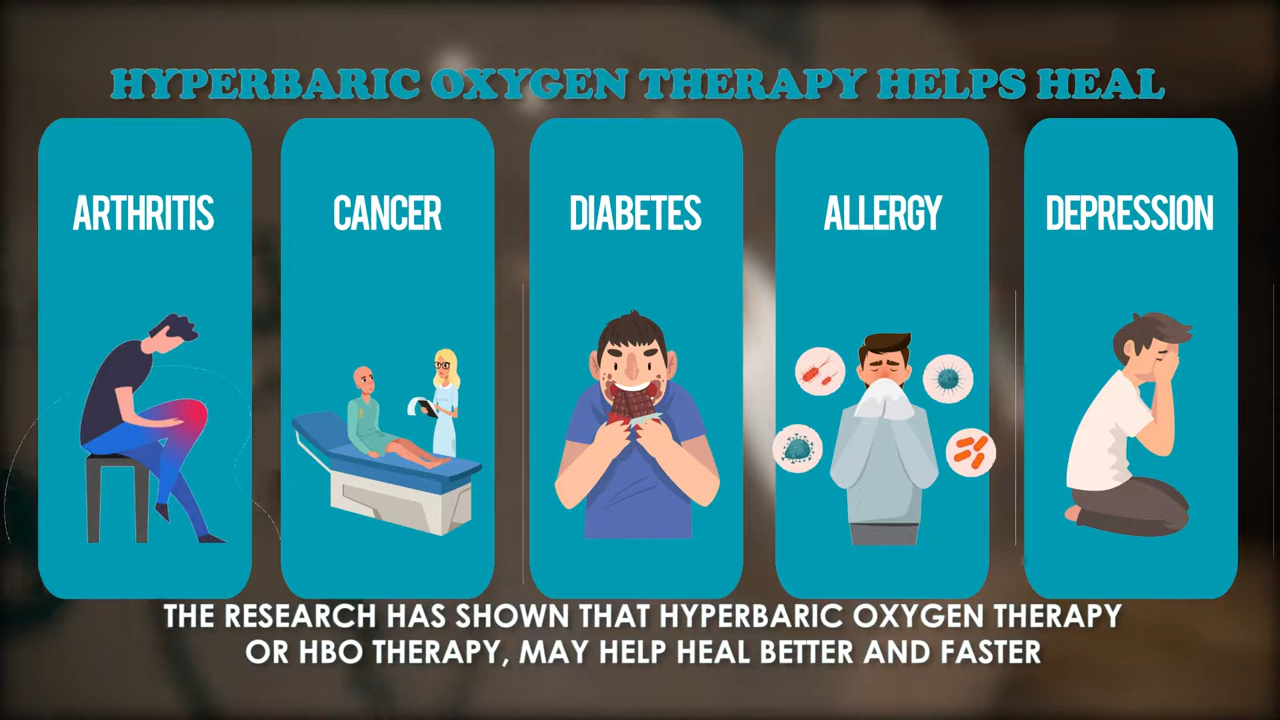 HYPERBARIC OXYGEN THERAPY HELPS HEAL
ARTHRITIS
CANCER
DIABETES
ALLERGY
DEPRESSION
THE RESEARCH HAS SHOWN THAT HYPERBARIC OXYGEN THERAPY
OR HBO THERAPY, MAY HELP HEAL BETTER AND FASTER